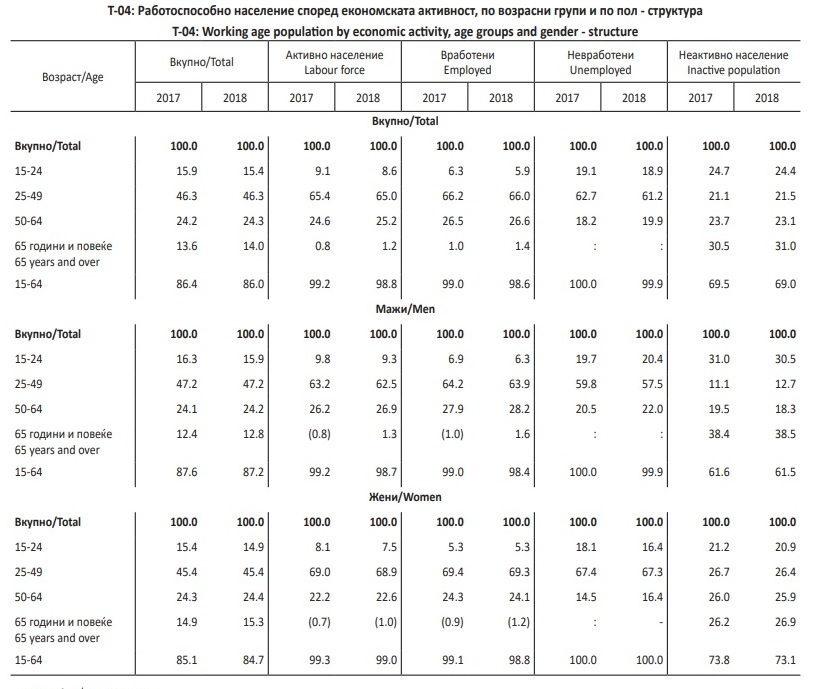 Т-04: Работоспособно население според економската активност, по возрасни групи и по пол - структура
T-04: Working age population by economic activity, age groups and gender - structure
Возраст/Age Вкупно/Total Активно население Labour force Вработени Employed Невработени Unemployed Неактивно население Inactive population
2017 2018 2017 2018 2017 2018 2017 2018 2017 2018
Вкупно/Total
Вкупно/Total 100.0 100.0 100.0 100.0 100.0 100.0 100.0 100.0 100.0 100.0
15-24 15.9 15.4 9.1 8.6 6.3 5.9 19.1 18.9 24.7 24.4
25-49 46.3 46.3 65.4 65.0 66.2 66.0 62.7 61.2 21.1 21.5
50-64 24.2 24.3 24.6 25.2 26.5 26.6 18.2 19.9 23.7 23.1
65 години и повеќе 13.6 14.0 0.8 1.2 1.0 1.4 : : 30.5 31.0
65 years and over
15-64 86.4 86.0 99.2 98.8 99.0 98.6 100.0 99.9 69.5 69.0
Мажи/Men
Вкупно/Total 100.0 100.0 100.0 100.0 100.0 100.0 100.0 100.0 100.0 100.0
15-24 16.3 15.9 9.8 9.3 6.9 6.3 19.7 20.4 31.0 30.5
25-49 47.2 47.2 63.2 62.5 64.2 63.9 59.8 57.5 11.1 12.7
50-64 24.1 24.2 26.2 26.9 27.9 28.2 20.5 22.0 19.5 18.3
65 години и повеќе 12.4 12.8 (0.8) 1.3 (1.0) 1.6 : : 38.4 38.5
65 years and over
15-64 87.6 87.2 99.2 98.7 99.0 98.4 100.0 99.9 61.6 61.5
Жени/Women
Вкупно/Total 100.0 100.0 100.0 100.0 100.0 100.0 100.0 100.0 100.0 100.0
15-24 15.4 14.9 8.1 7.5 5.3 5.3 18.1 16.4 21.2 20.9
25-49 45.4 45.4 69.0 68.9 69.4 69.3 67.4 67.3 26.7 26.4
50-64 24.3 24.4 22.2 22.6 24.3 24.1 14.5 16.4 26.0 25.9
65 години и повеќе 14.9 15.3 (0.7) (1.0) (0.9) (1.2) : - 26.2 26.9
65 years and over
15-64 85.1 84.7 99.3 99.0 99.1 98.8 100.0 100.0 73.8 73.1